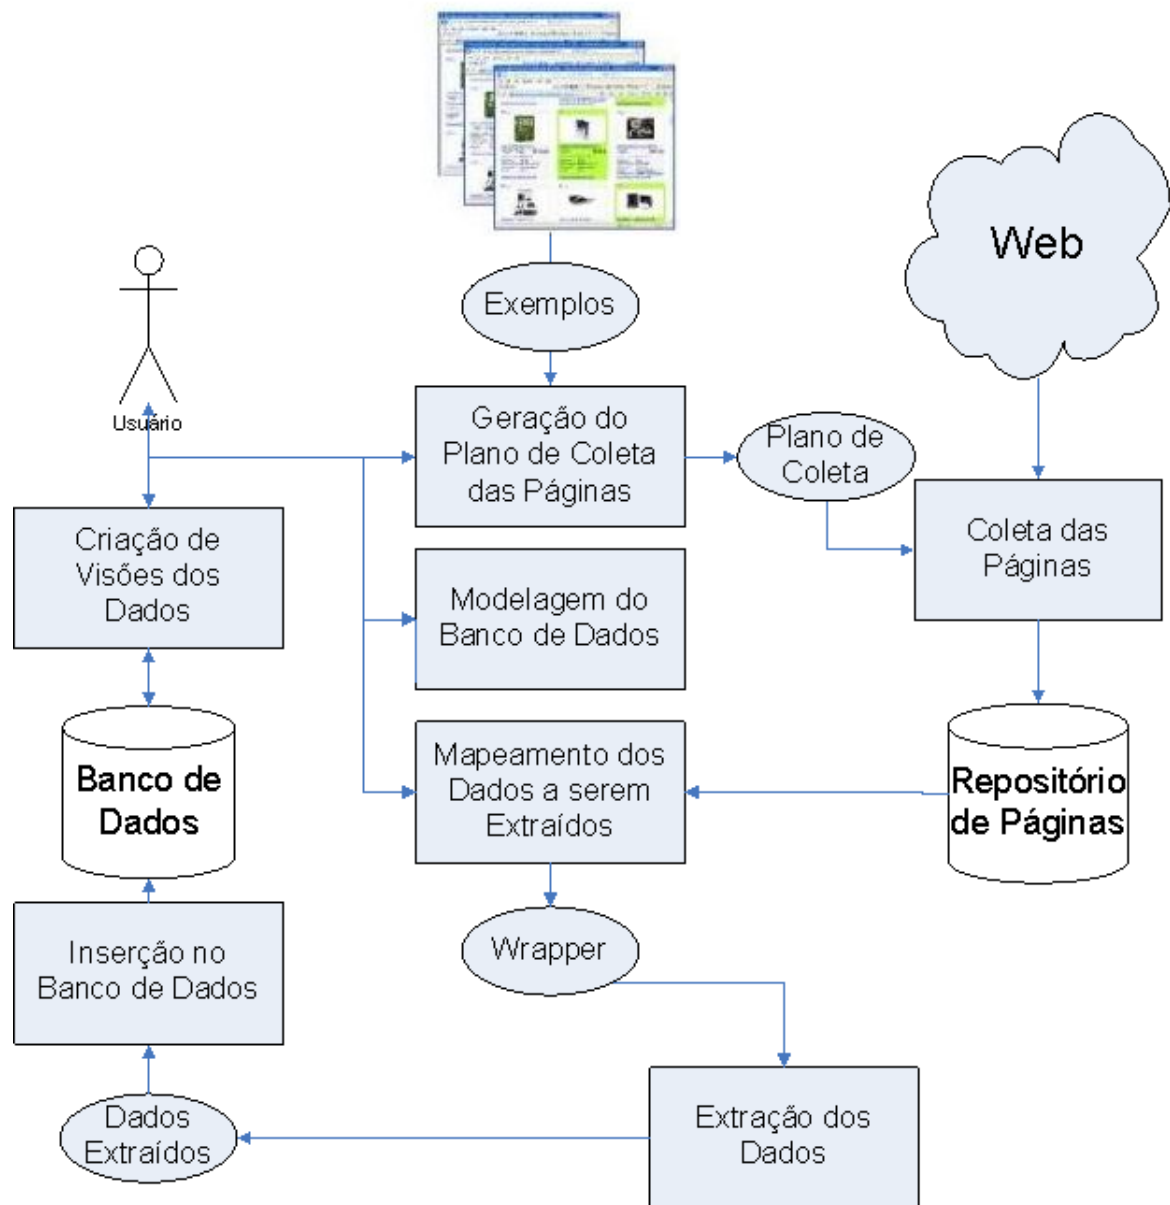 Exemplos
Web
Usuário
Geração do
Plano de Coleta
das Páginas
Plano de
Coleta
Coleta das
Páginas
Criação de
Visões dos
Dados
Modelagem do
Banco de Dados
Mapeamento dos
Dados a serem
Extraídos
Banco de
Dados
Repositório
de Páginas
Wrapper
Inserção no
Banco de Dados
Extração dos
Dados
Dados
Extraídos